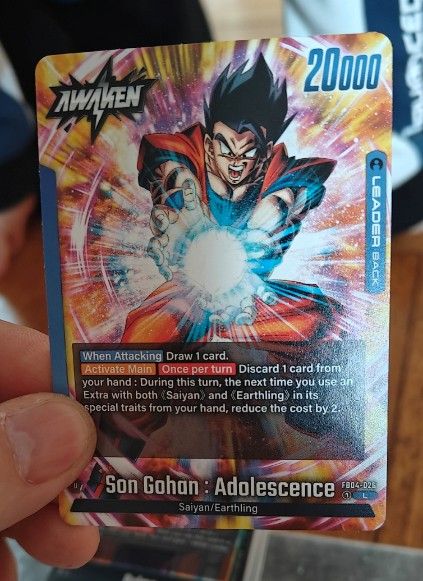 AWAKEN
20000
LEADER BACK
When Attacking Draw 1 card.
Activate Main Once per turn Discard 1 card from
your hand : During this turn, the next time you use an
Extra with both 《Saiyan》 and 《Earthling》 in its
special traits from your hand, reduce the cost by 2.
Son Gohan : Adolescence
FB04-026
1 L
Saiyan/Earthling